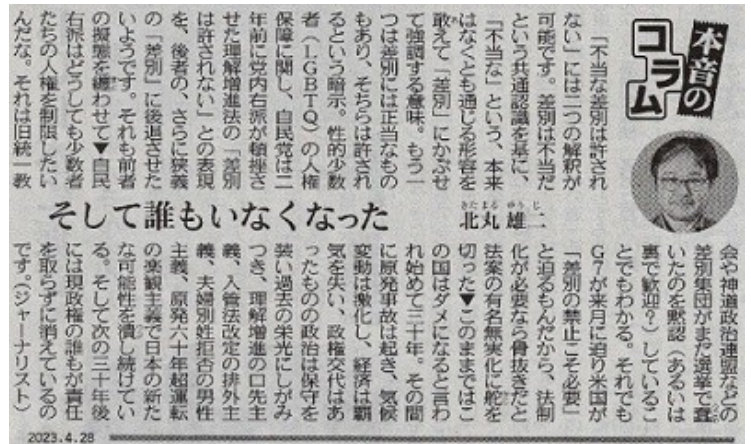 本音の
コラム
そして誰もいなくなった
きたまる ゆうじ
北丸 雄二
「不当な差別は許され
ない」には二つの解釈が
可能です。差別は不当だ
という共通認識を基に、
「不当な」という、本来
はなくとも通じる形容を
敢えて「差別」にかぶせ
て強調する意味。もう一
つは差別には正当なもの
もあり、そちらは許され
るという暗示。性的少数
者（LGBTQ）の人権
保障に関し、自民党は二
年前に党内右派が頓挫さ
せた理解増進法の「差別
は許されない」との表現
を、後者の、さらに狭義
の「差別」に後退させた
いようです。それも前者
の擬態を纏わせて▼自民
右派はどうしても少数者
たちの人権を制限したい
んだな。それは旧統一教
会や神道政治連盟などの
差別集団がまだ選挙で蠢
いたのを黙認（あるいは
裏で歓迎？）しているこ
とでもわかる。それでも
G7が来月に迫り米国が
「差別の禁止こそ必要」
と迫るもんだから、法制
化が必要なら骨抜きだと
法案の有名無実化に舵を
切った▼このままではこ
の国はダメになると言わ
れ始めて三十年。その間
に原発事故は起き、気候
変動は激化し、経済は覇
気を失い、政権交代はあ
ったものの政治は保守を
装い過去の栄光にしがみ
つき、理解増進の口先主
義、入管法改定の排外主
義、夫婦別姓拒否の男性
主義、原発六十年超運転
の楽観主義で日本の新た
な可能性を潰し続けてい
る。そして次の三十年後
には現政権の誰もが責任
を取らずに消えているの
です。（ジャーナリスト）
2023.4.28